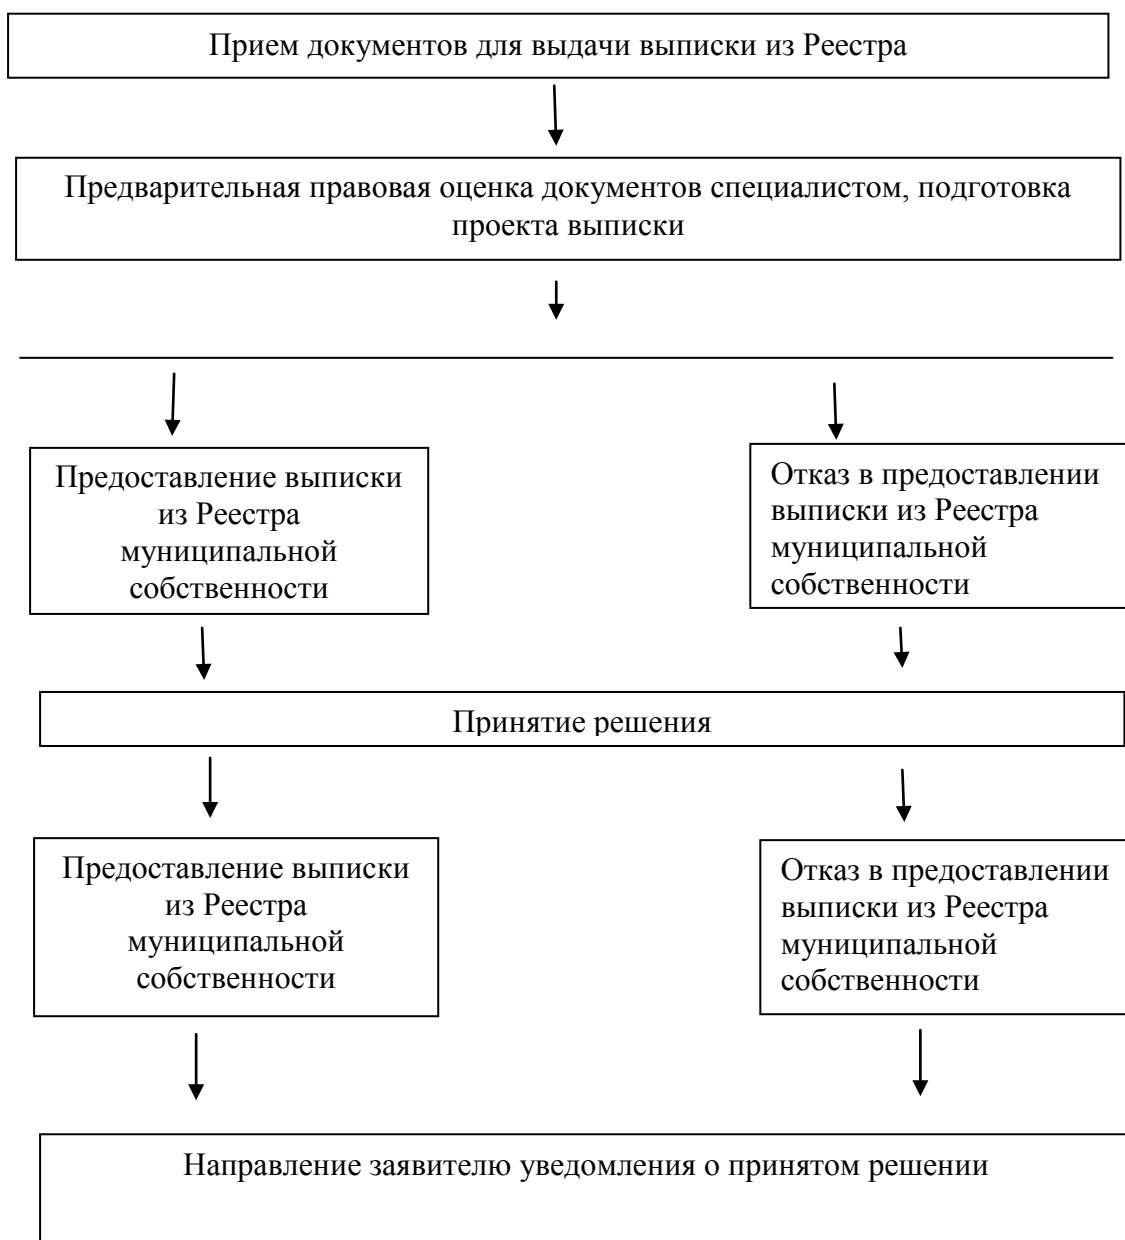 Прием документов для выдачи выписки из Реестра
Предварительная правовая оценка документов специалистом, подготовка
проекта выписки
Предоставление выписки
из Реестра
муниципальной
собственности
Отказ в предоставлении
выписки из Реестра
муниципальной
собственности
Принятие решения
Предоставление выписки
из Реестра
муниципальной
собственности
Отказ в предоставлении
выписки из Реестра
муниципальной
собственности
Направление заявителю уведомления о принятом решении